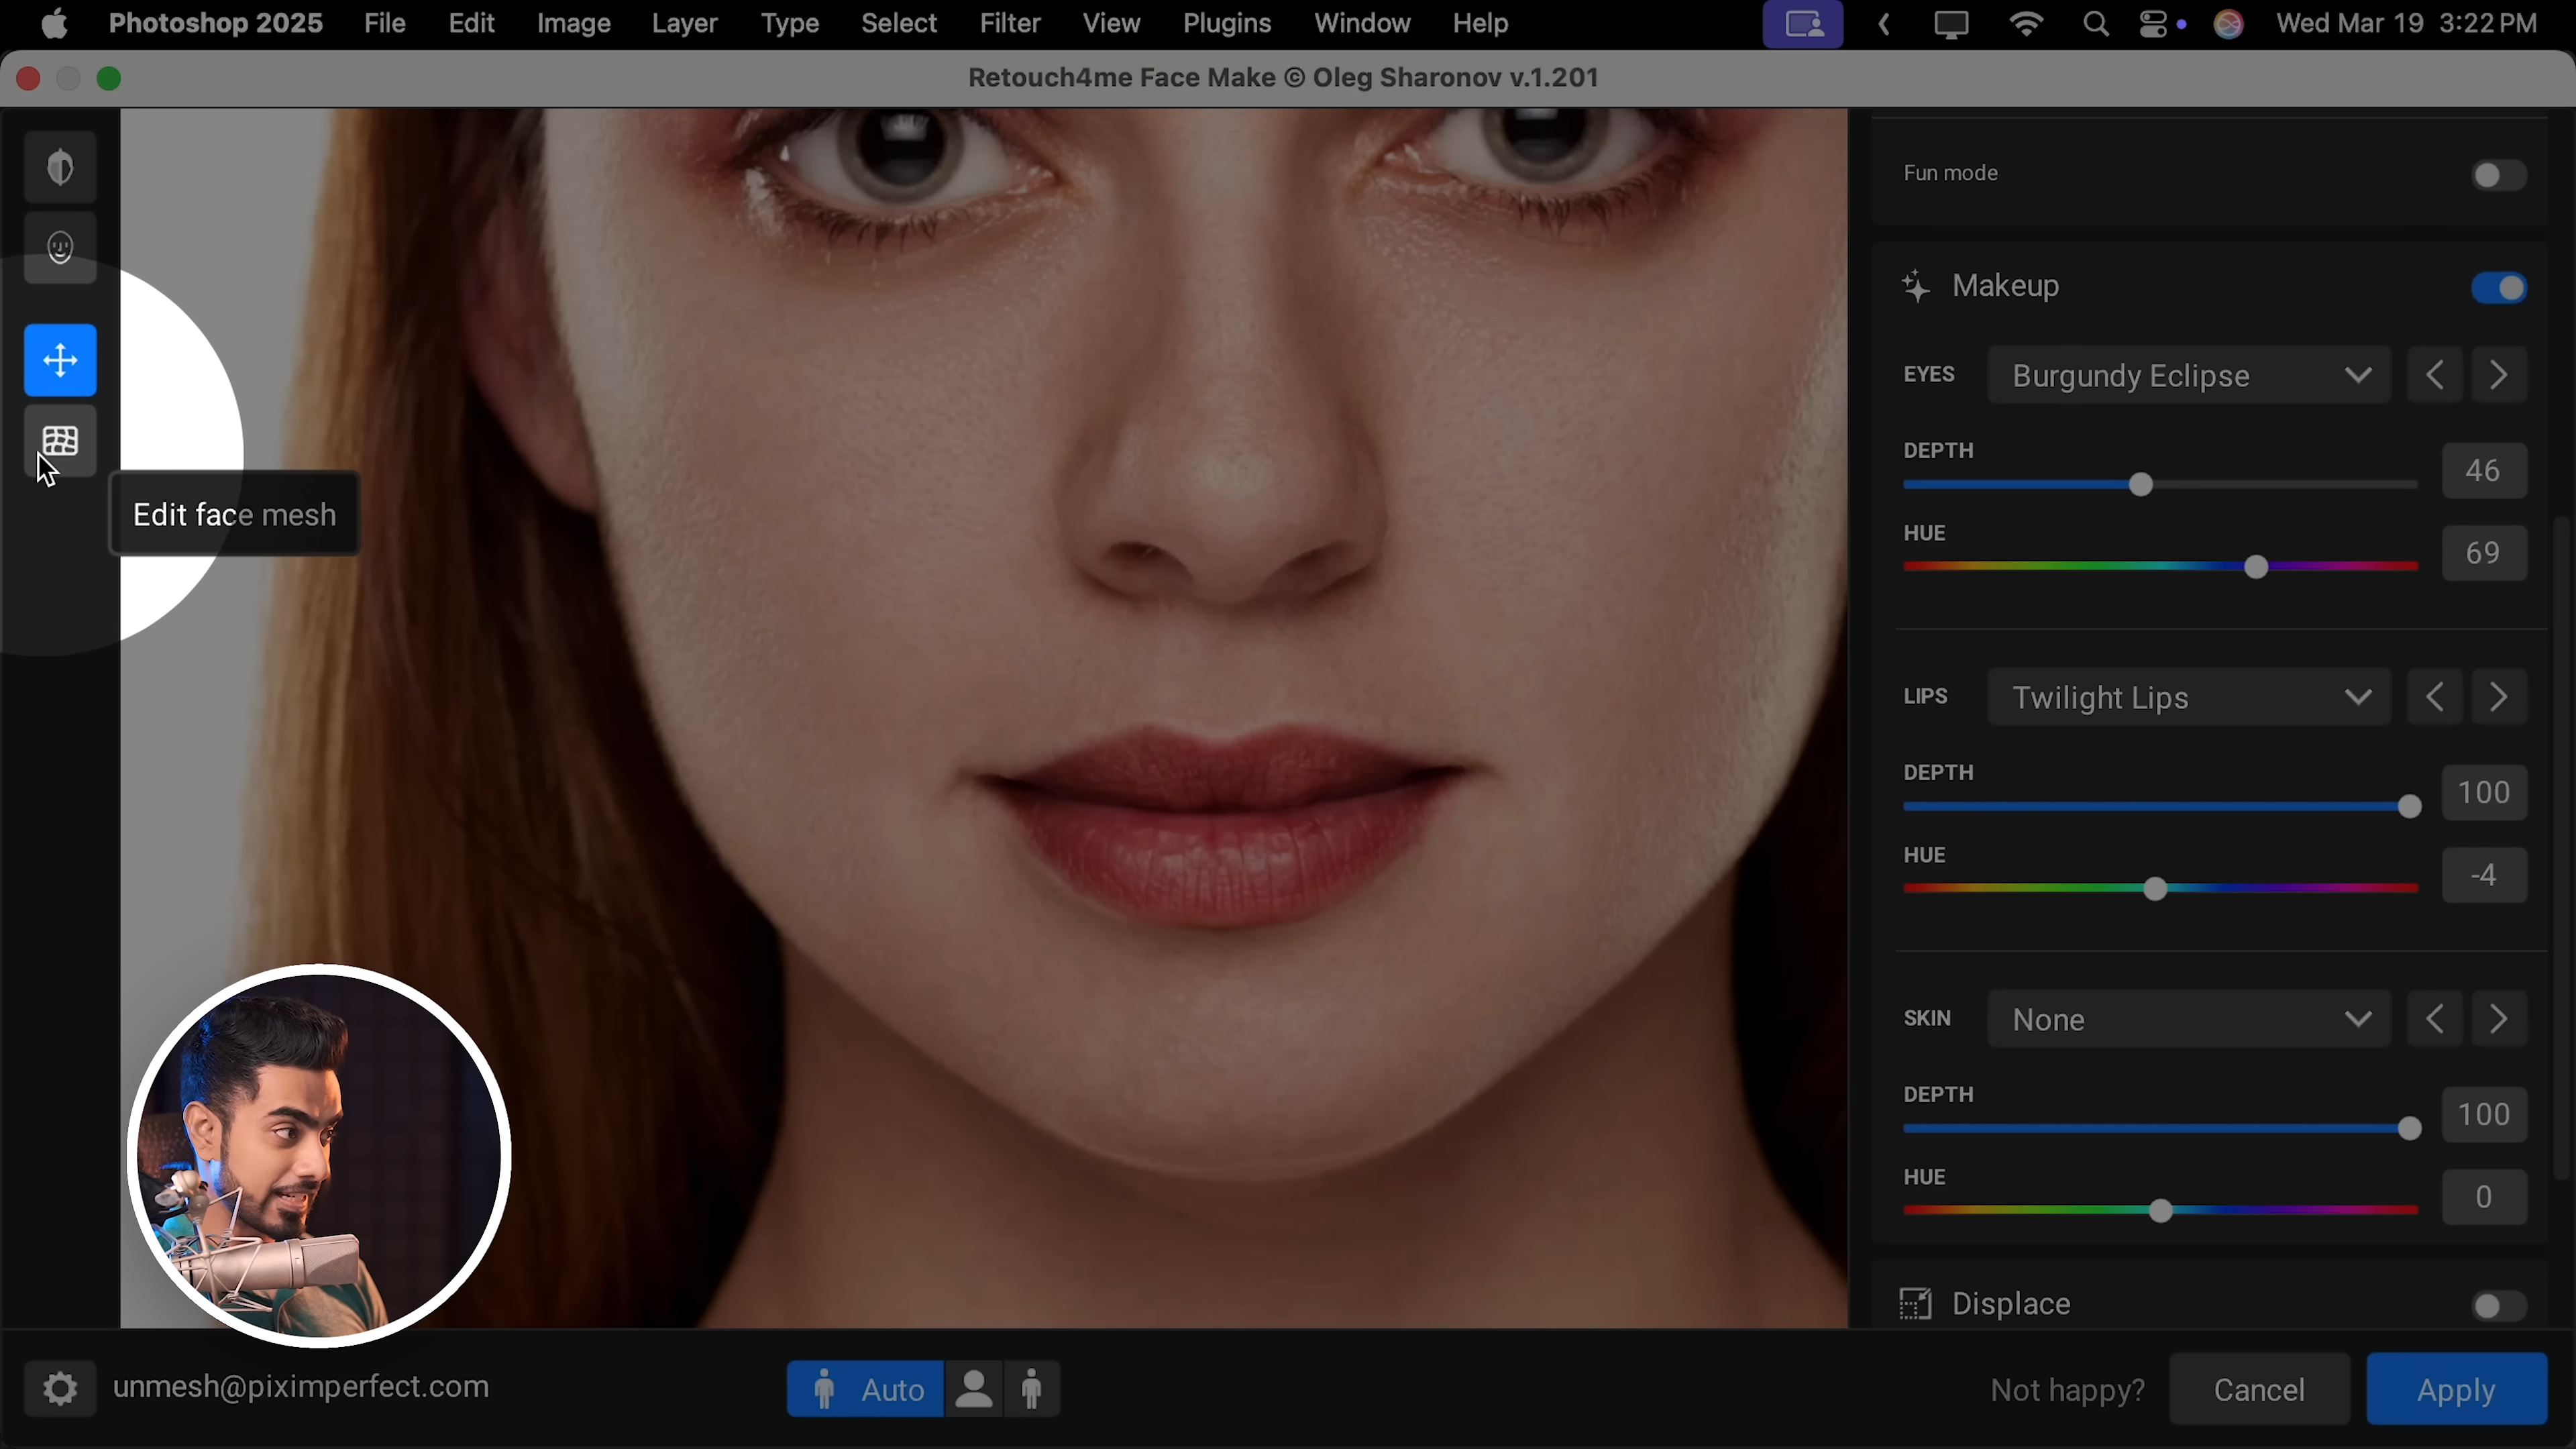 Photoshop 2025 File Edit Image Layer Type Select Filter View Plugins Window Help Wed Mar 19 3:22 PM
Retouch4me Face Make © Oleg Sharonov v.1.201
Fun mode
Makeup
EYES Burgundy Eclipse
DEPTH
46
HUE
69
Edit face mesh
LIPS Twilight Lips
DEPTH
100
HUE
-4
SKIN None
DEPTH
100
HUE
0
Displace
unmesh@piximperfect.com Auto Not happy? Cancel Apply